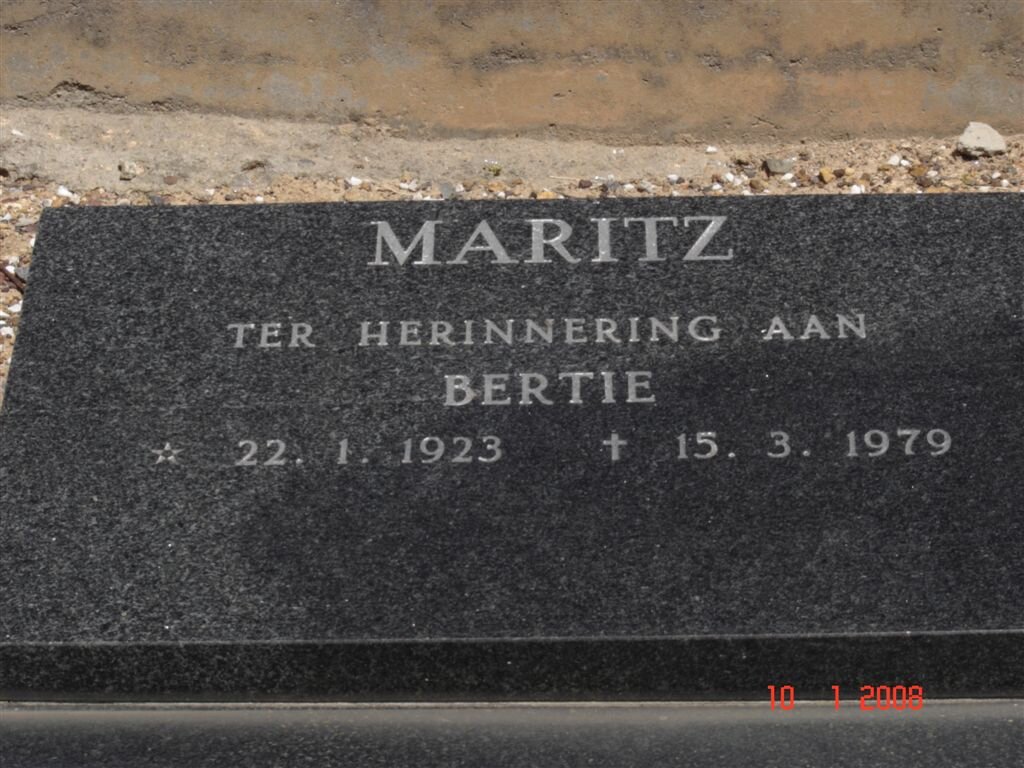 MARITZ
TER HERINNERING AAN
BERTIE
☆ 22. 1. 1923 † 15. 3. 1979
10 1 2008